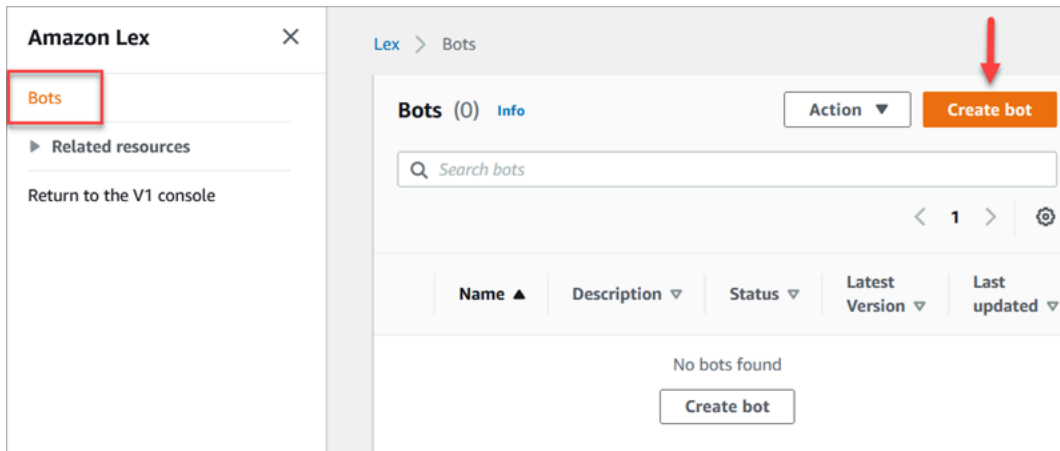 Amazon Lex
Bots
Related resources
Return to the V1 console
Lex > Bots
Bots (0) Info
Action
Create bot
Search bots
1
Name
Description
Status
Latest
Version
Last
updated
No bots found
Create bot